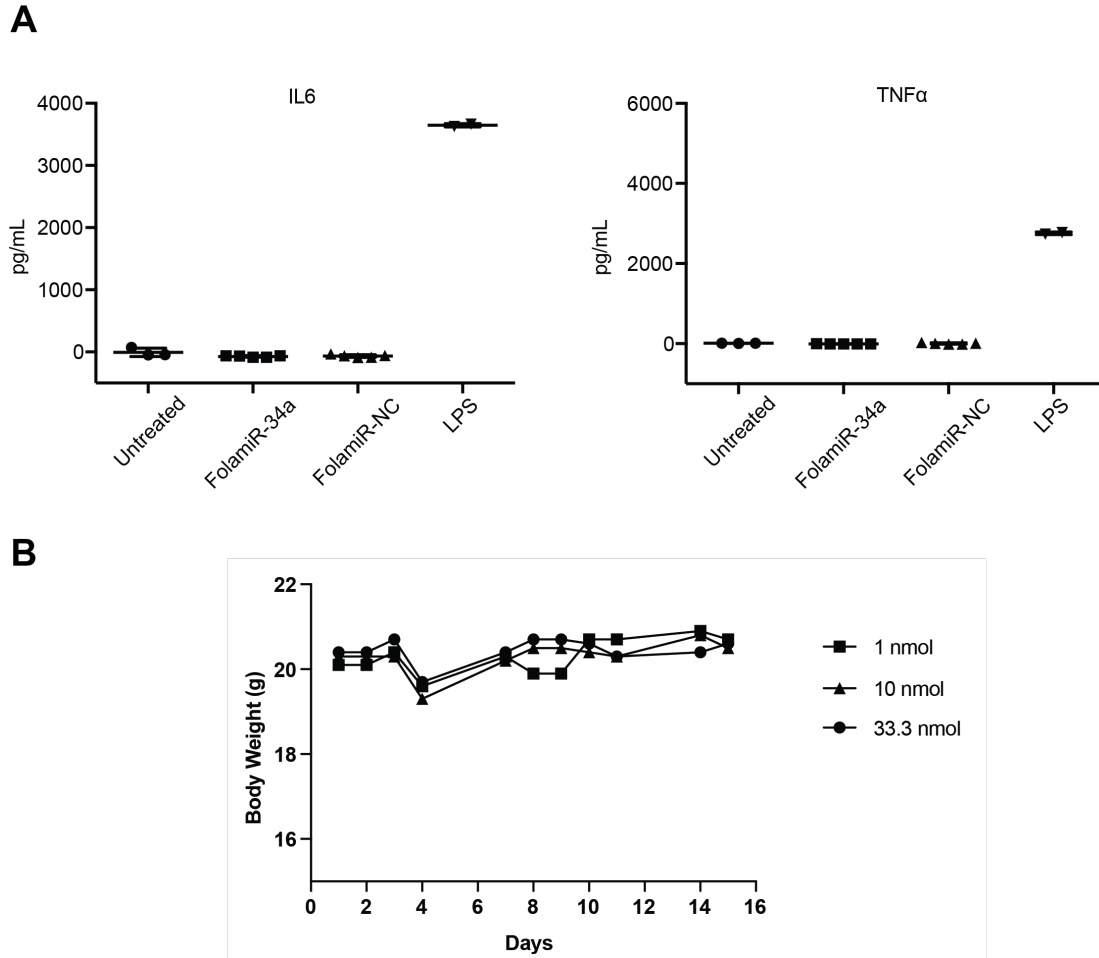 A
IL6
4000
3000
2000
1000
0
pg/mL
Untreated
FolamiR-34a
FolamiR-NC
LPS
TNFα
6000
4000
2000
0
pg/mL
Untreated
FolamiR-34a
FolamiR-NC
LPS
B
22
20
18
16
Body Weight (g)
0 2 4 6 8 10 12 14 16
Days
1 nmol
10 nmol
33.3 nmol